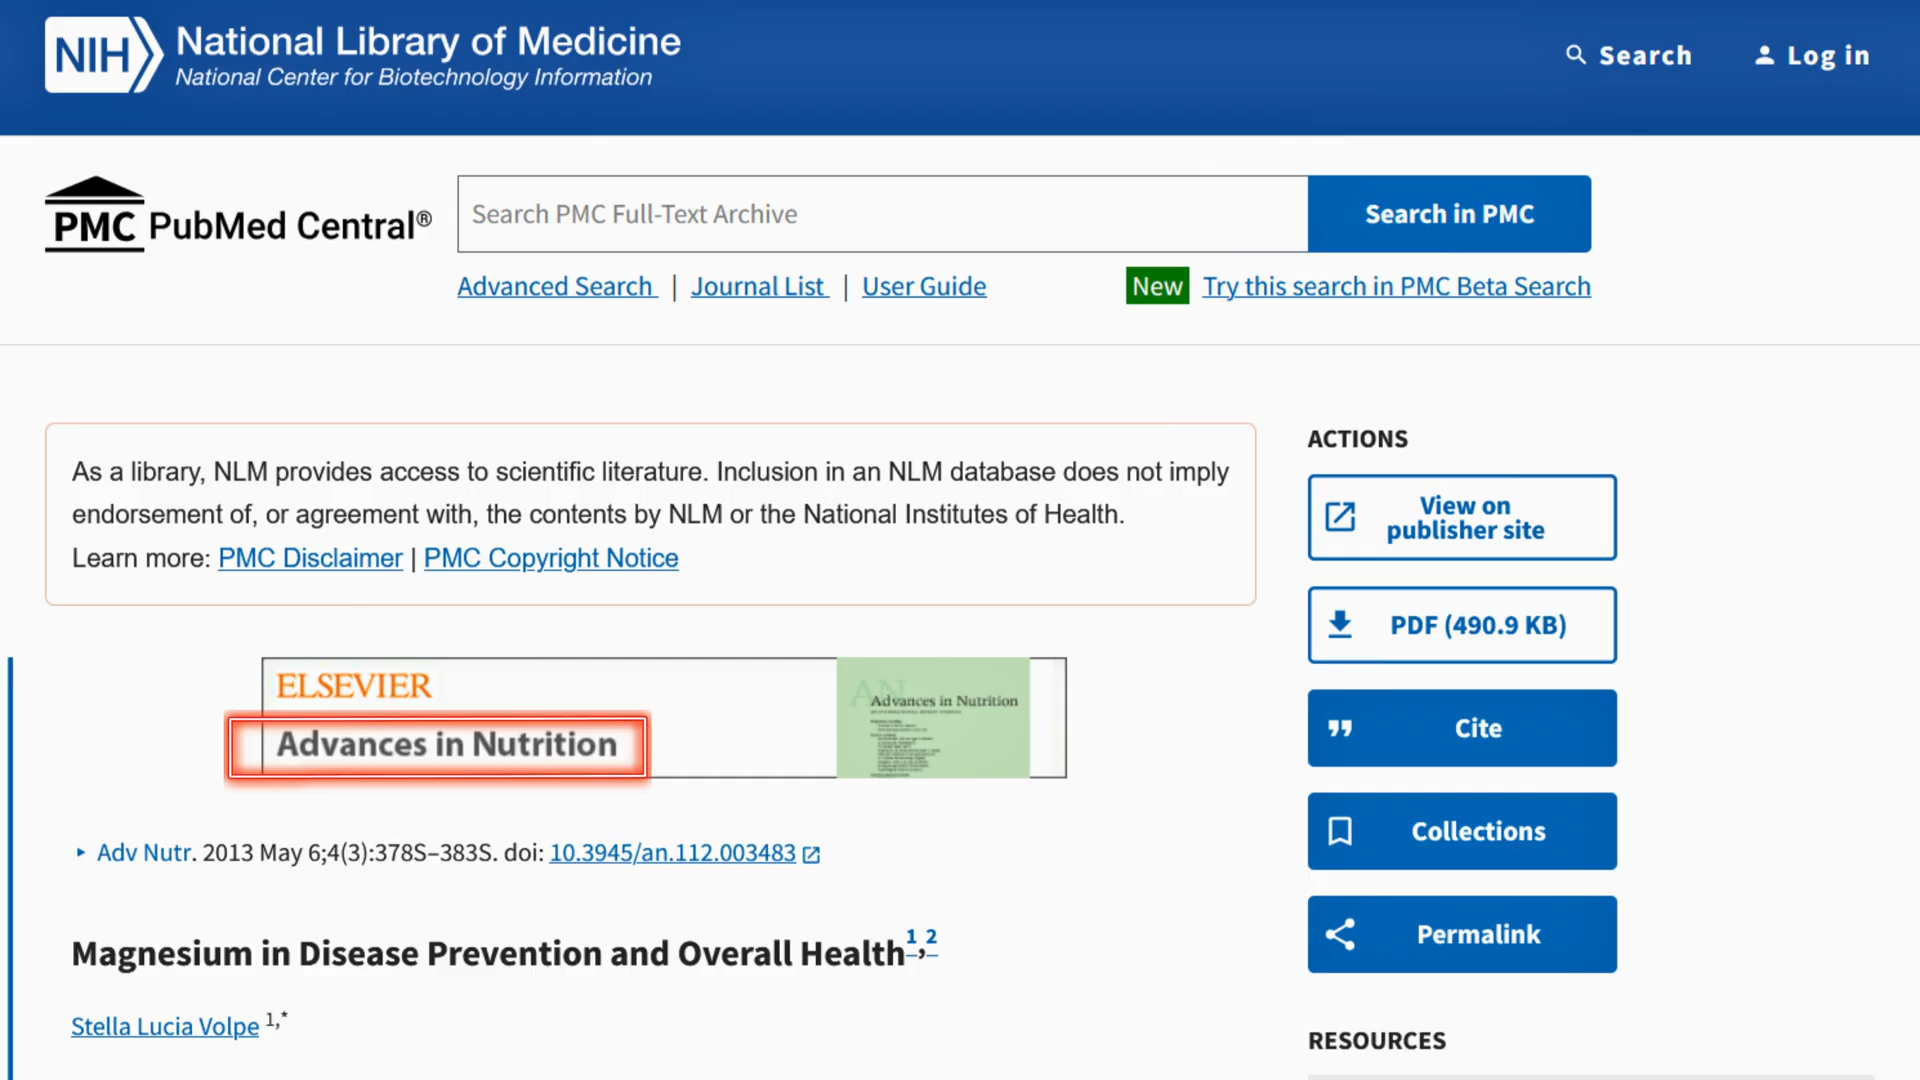 NIH National Library of Medicine
National Center for Biotechnology Information
Search
Log in
PMC PubMed Central®
Search PMC Full-Text Archive
Search in PMC
Advanced Search | Journal List | User Guide
New Try this search in PMC Beta Search
As a library, NLM provides access to scientific literature. Inclusion in an NLM database does not imply
endorsement of, or agreement with, the contents by NLM or the National Institutes of Health.
Learn more: PMC Disclaimer | PMC Copyright Notice
ELSEVIER
Advances in Nutrition
AN
Advances in Nutrition
Adv Nutr. 2013 May 6;4(3):378S–383S. doi: 10.3945/an.112.003483
Magnesium in Disease Prevention and Overall Health1,2
Stella Lucia Volpe 1,*
ACTIONS
View on
publisher site
PDF (490.9 KB)
Cite
Collections
Permalink
RESOURCES